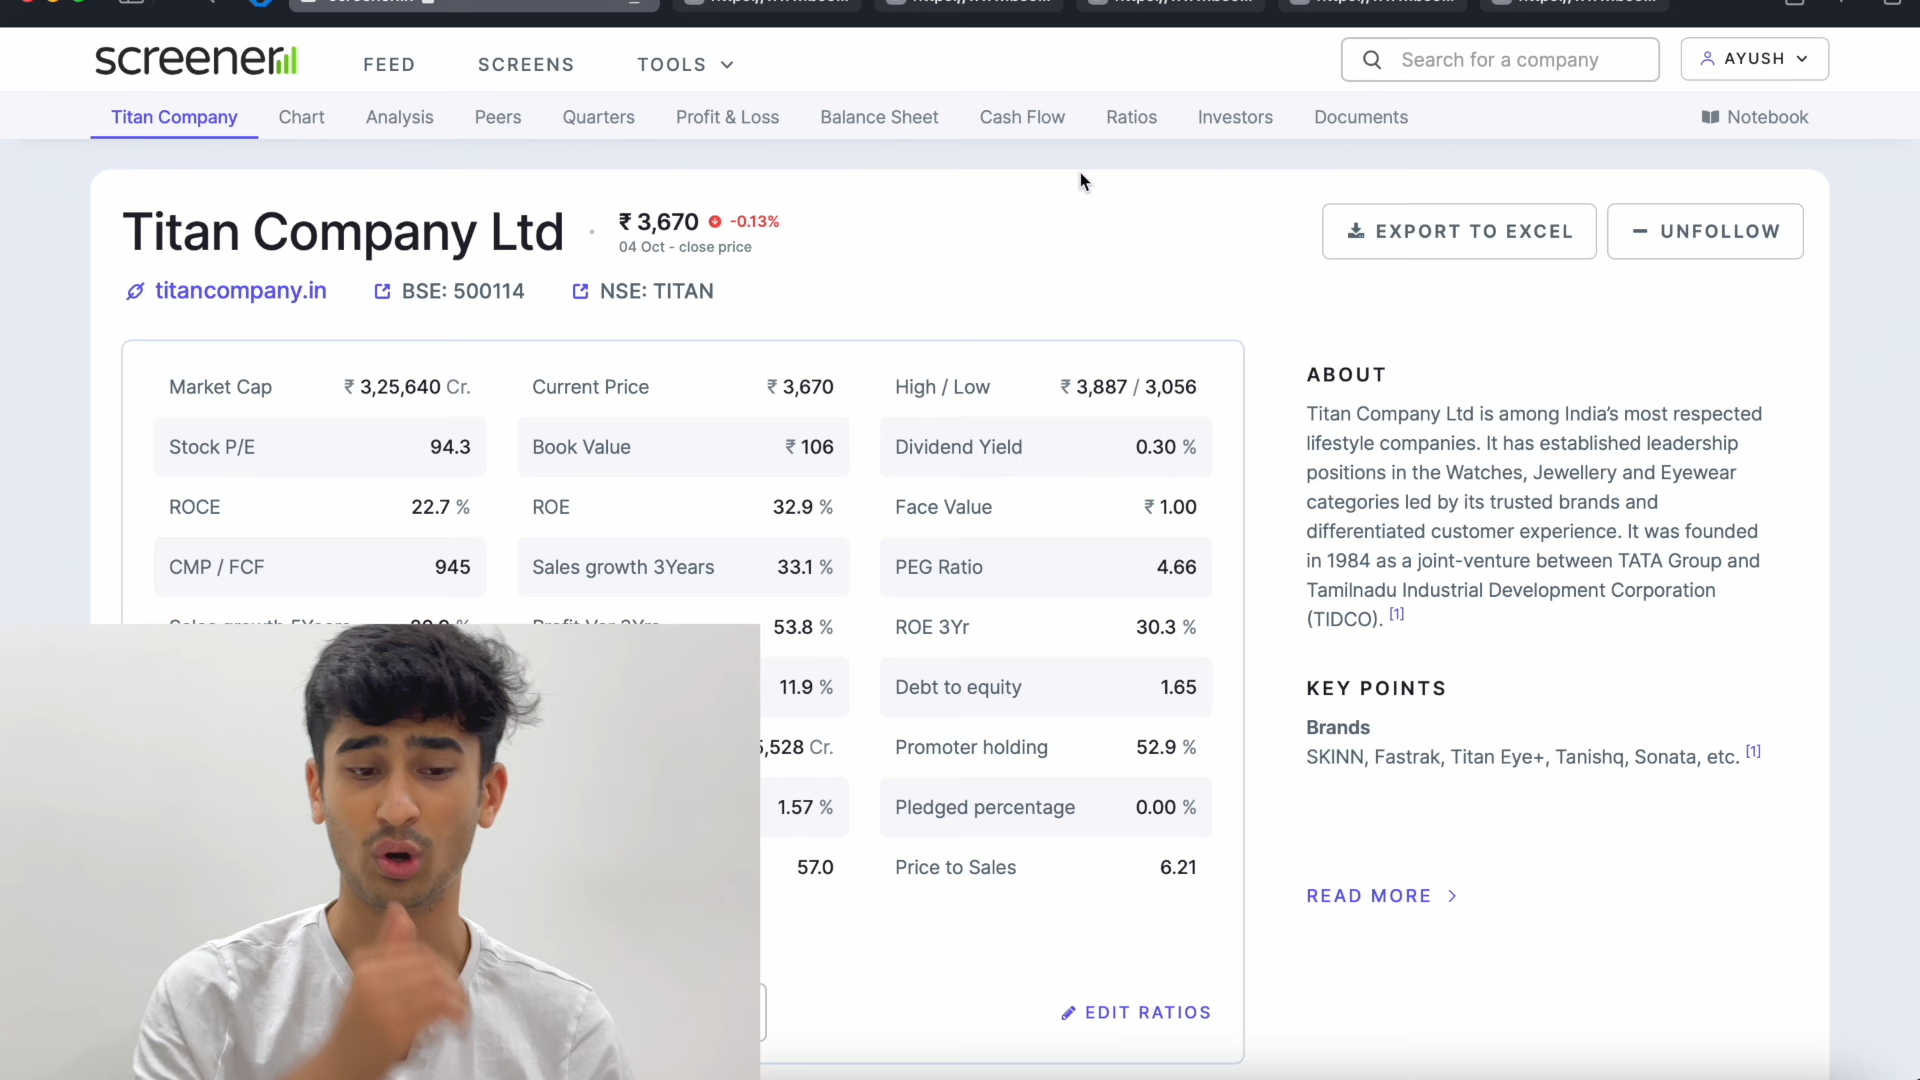 screener
FEED
SCREENS
TOOLS
Search for a company
AYUSH
Titan Company
Chart
Analysis
Peers
Quarters
Profit & Loss
Balance Sheet
Cash Flow
Ratios
Investors
Documents
Notebook
Titan Company Ltd
₹ 3,670 -0.13%
04 Oct - close price
EXPORT TO EXCEL
UNFOLLOW
titancompany.in
BSE: 500114
NSE: TITAN
Market Cap ₹ 3,25,640 Cr.
Current Price ₹ 3,670
High / Low ₹ 3,887 / 3,056
Stock P/E 94.3
Book Value ₹ 106
Dividend Yield 0.30 %
ROCE 22.7 %
ROE 32.9 %
Face Value ₹ 1.00
CMP / FCF 945
Sales growth 3Years 33.1 %
PEG Ratio 4.66
53.8 %
ROE 3Yr 30.3 %
11.9 %
Debt to equity 1.65
5,528 Cr.
Promoter holding 52.9 %
1.57 %
Pledged percentage 0.00 %
57.0
Price to Sales 6.21
EDIT RATIOS
ABOUT
Titan Company Ltd is among India's most respected
lifestyle companies. It has established leadership
positions in the Watches, Jewellery and Eyewear
categories led by its trusted brands and
differentiated customer experience. It was founded
in 1984 as a joint-venture between TATA Group and
Tamilnadu Industrial Development Corporation
(TIDCO). [1]
KEY POINTS
Brands
SKINN, Fastrak, Titan Eye+, Tanishq, Sonata, etc. [1]
READ MORE